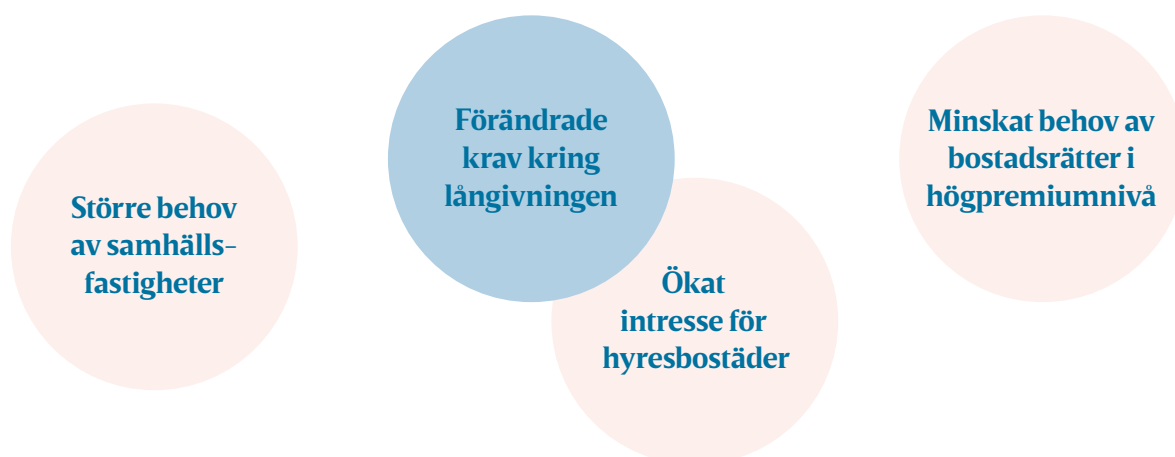 Större behov
av samhälls-
fastigheter
Förändrade
krav kring
långivningen
Ökat
intresse för
hyresbostäder
Minskat behov av
bostadsrätter i
högpremiumnivå